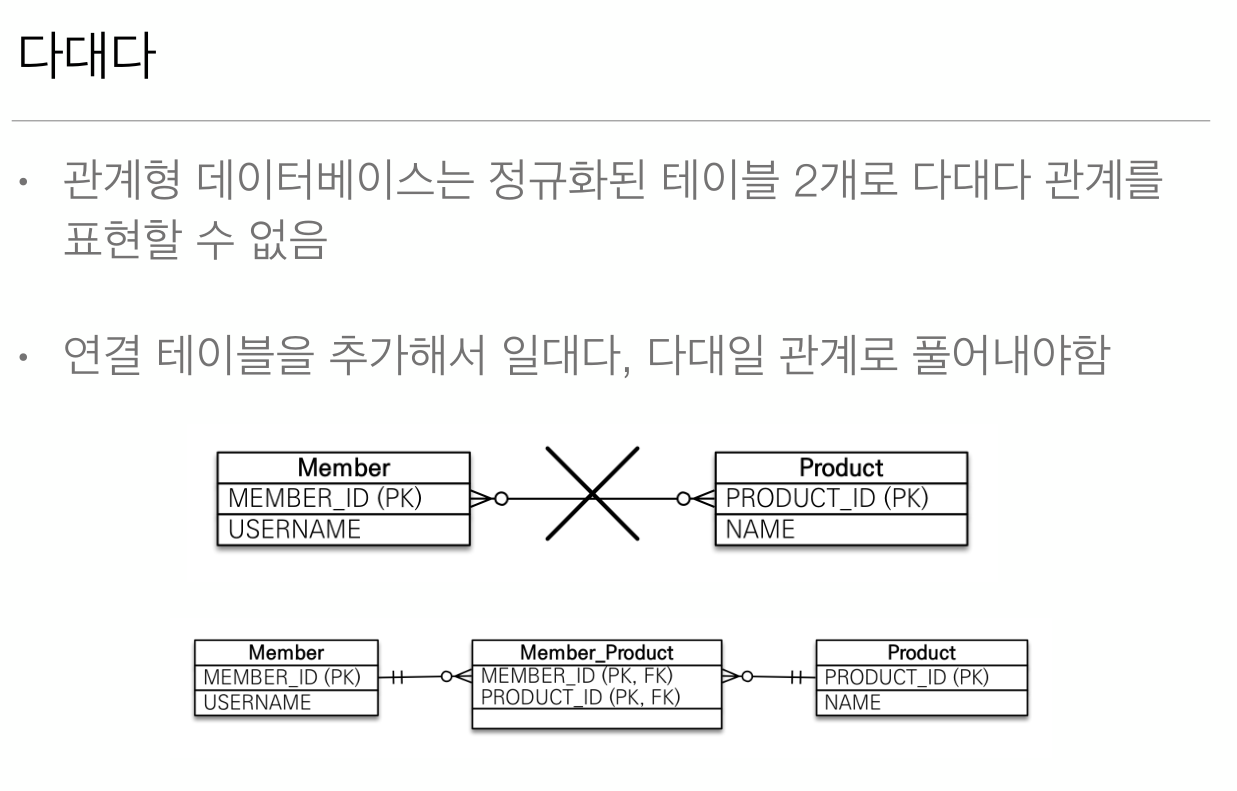 다대다
• 관계형 데이터베이스는 정규화된 테이블 2개로 다대다 관계를
표현할 수 없음
• 연결 테이블을 추가해서 일대다, 다대일 관계로 풀어내야함
Member
MEMBER_ID (PK)
USERNAME
Product
PRODUCT_ID (PK)
NAME
Member
MEMBER_ID (PK)
USERNAME
Member_Product
MEMBER_ID (PK, FK)
PRODUCT_ID (PK, FK)
Product
PRODUCT_ID (PK)
NAME